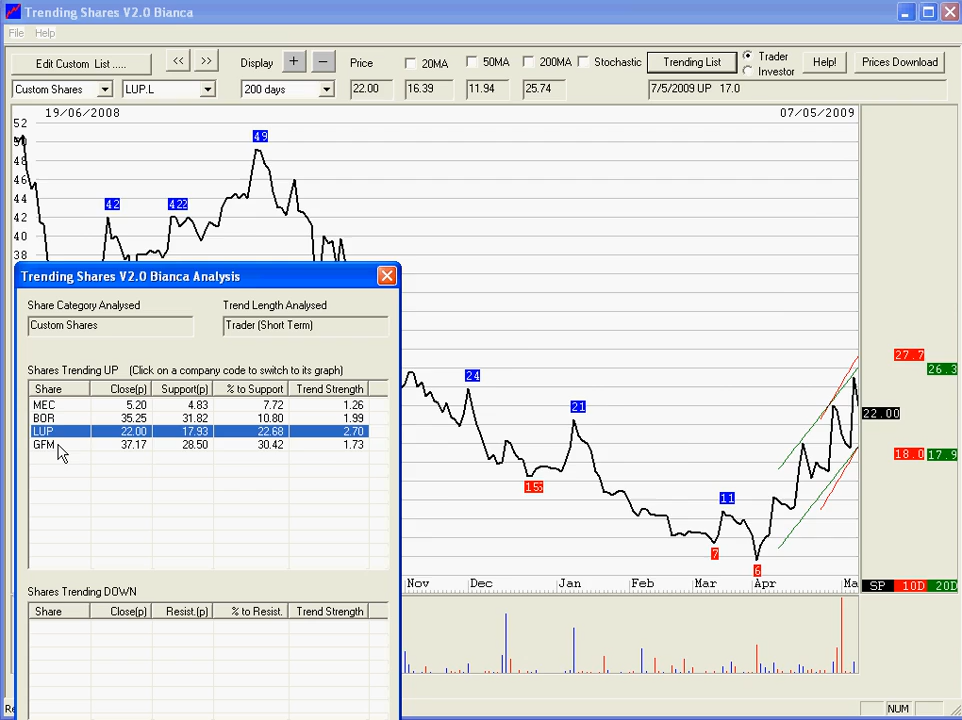 Trending Shares V2.0 Bianca
File Help
Edit Custom List ..... << >> Display + − Price 20MA 50MA 200MA Stochastic Trending List Trader Investor Help! Prices Download
Custom Shares LUP.L 200 days 22.00 16.39 11.94 25.74 7/5/2009 UP 17.0
19/06/2008 07/05/2009
52
50
48
46
44
42
40
38
49
42 422
Trending Shares V2.0 Bianca Analysis
Share Category Analysed Trend Length Analysed
Custom Shares Trader (Short Term)
Shares Trending UP (Click on a company code to switch to its graph)
Share Close(p) Support(p) % to Support Trend Strength
MEC 5.20 4.83 7.72 1.26
BOR 35.25 31.82 10.80 1.99
LUP 22.00 17.93 22.68 2.70
GFM 37.17 28.50 30.42 1.73
Shares Trending DOWN
Share Close(p) Resist.(p) % to Resist. Trend Strength
24
21
11
7
6
27.7 26.3
22.00
18.0 17.9
Nov Dec Jan Feb Mar Apr Ma
SP 10D 20D
NUM